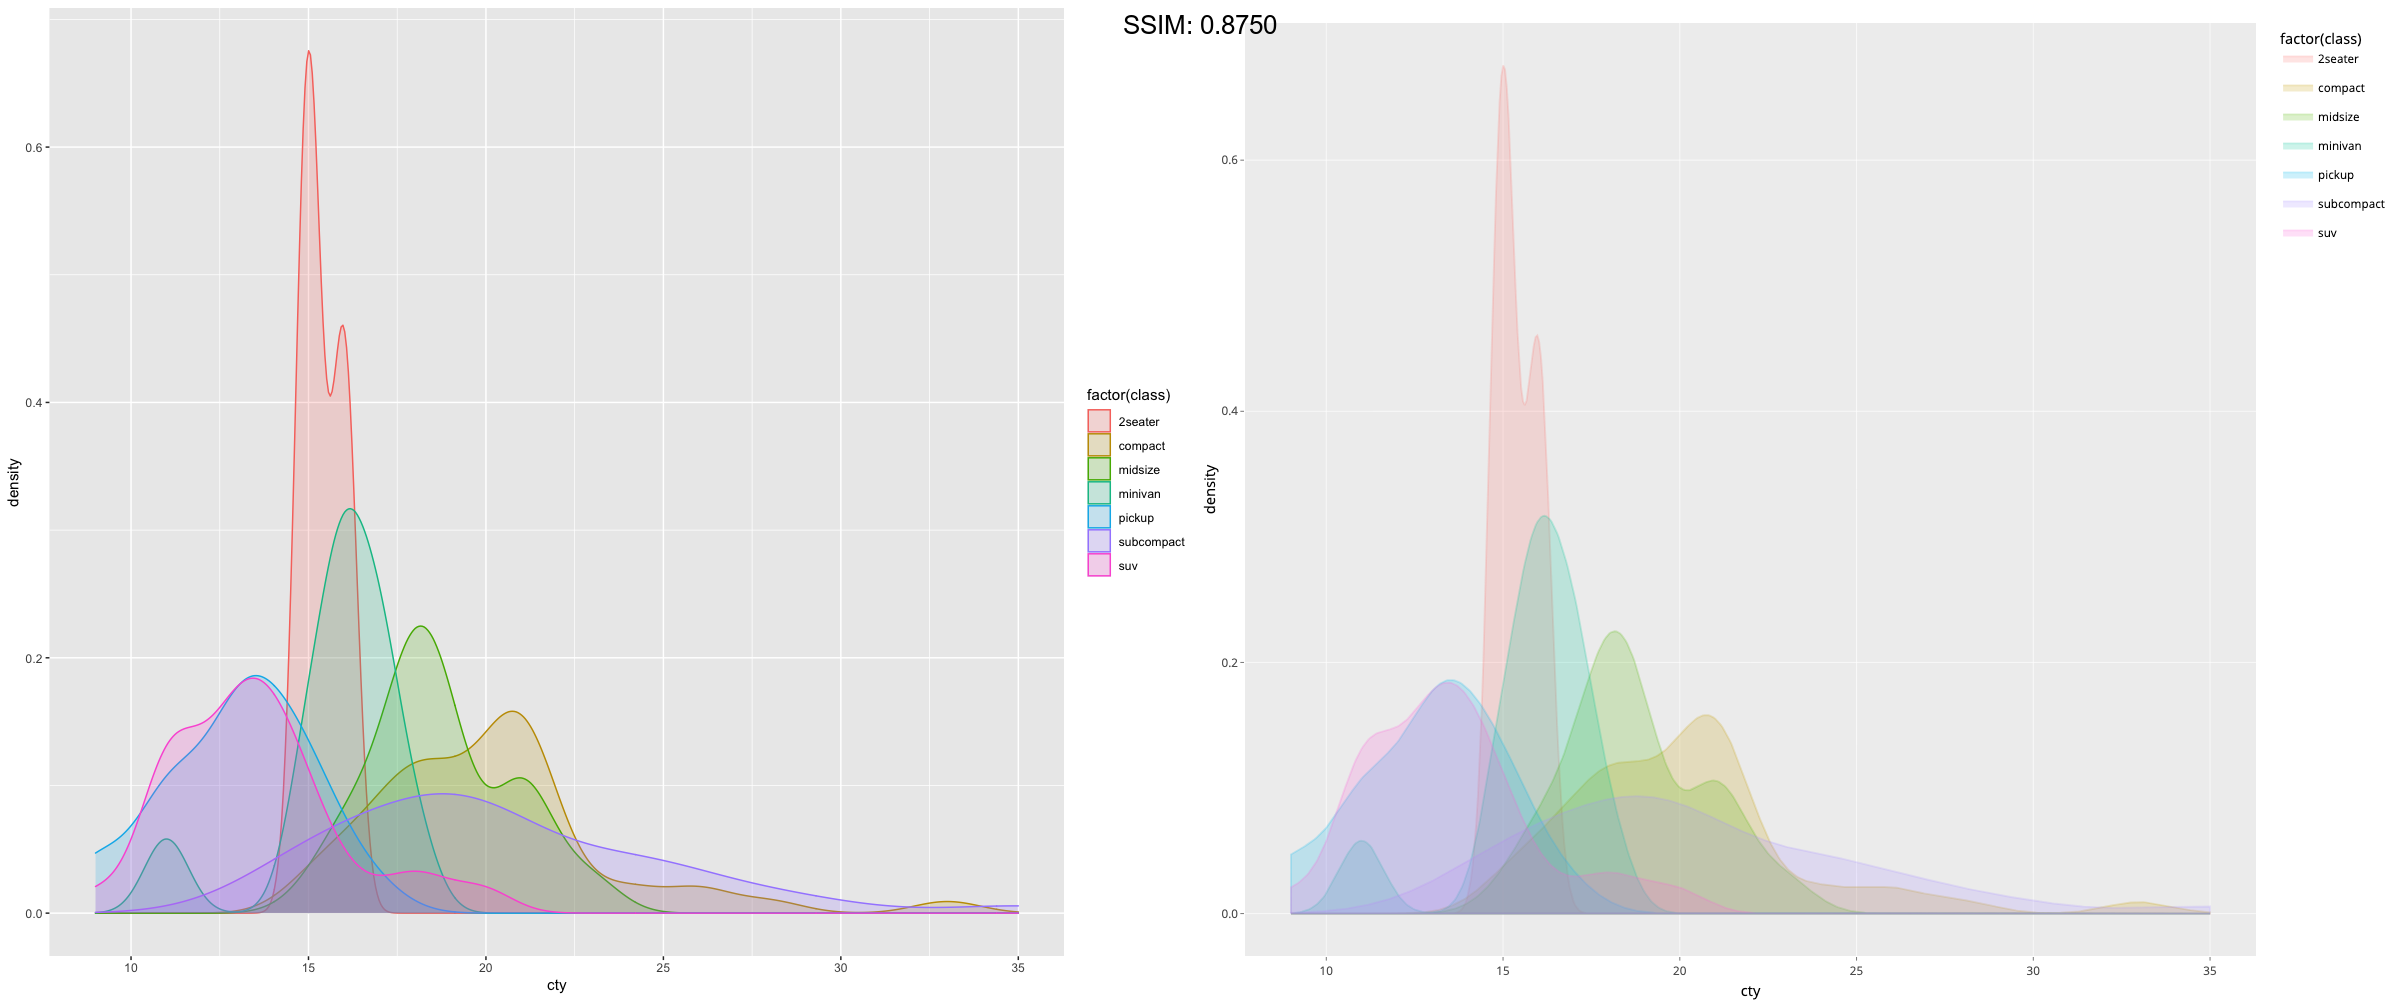 SSIM: 0.8750
density
0.6
0.4
0.2
0.0
10 15 20 25 30 35
cty
factor(class)
2seater
compact
midsize
minivan
pickup
subcompact
suv
density
0.6
0.4
0.2
0.0
10 15 20 25 30 35
cty
factor(class)
2seater
compact
midsize
minivan
pickup
subcompact
suv